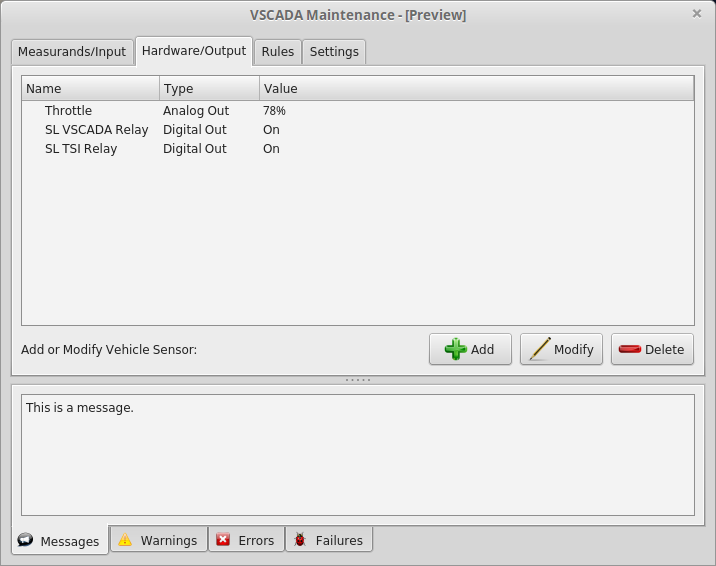 VSCADA Maintenance - [Preview]
Measurands/Input Hardware/Output Rules Settings
Name Type Value
Throttle Analog Out 78%
SL VSCADA Relay Digital Out On
SL TSI Relay Digital Out On
Add or Modify Vehicle Sensor: Add Modify Delete
This is a message.
Messages Warnings Errors Failures